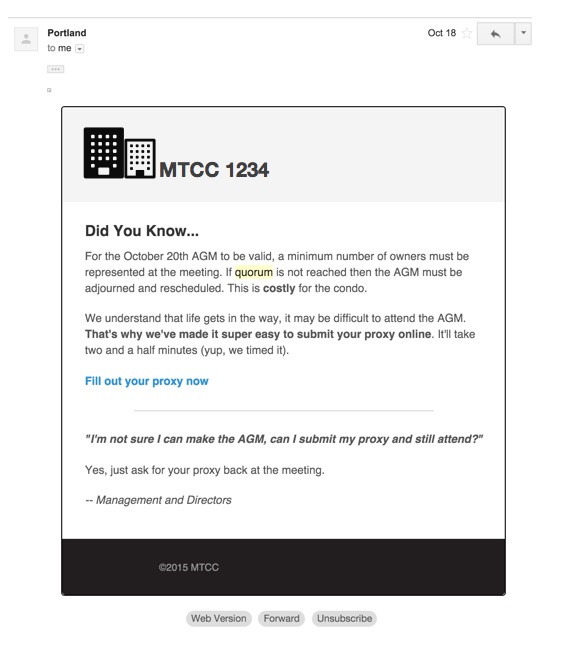 Portland
Oct 18
to me
MTCC 1234
Did You Know...
For the October 20th AGM to be valid, a minimum number of owners must be
represented at the meeting. If quorum is not reached then the AGM must be
adjourned and rescheduled. This is costly for the condo.
We understand that life gets in the way, it may be difficult to attend the AGM.
That's why we've made it super easy to submit your proxy online. It'll take
two and a half minutes (yup, we timed it).
Fill out your proxy now
"I'm not sure I can make the AGM, can I submit my proxy and still attend?"
Yes, just ask for your proxy back at the meeting.
-- Management and Directors
©2015 MTCC
Web Version Forward Unsubscribe